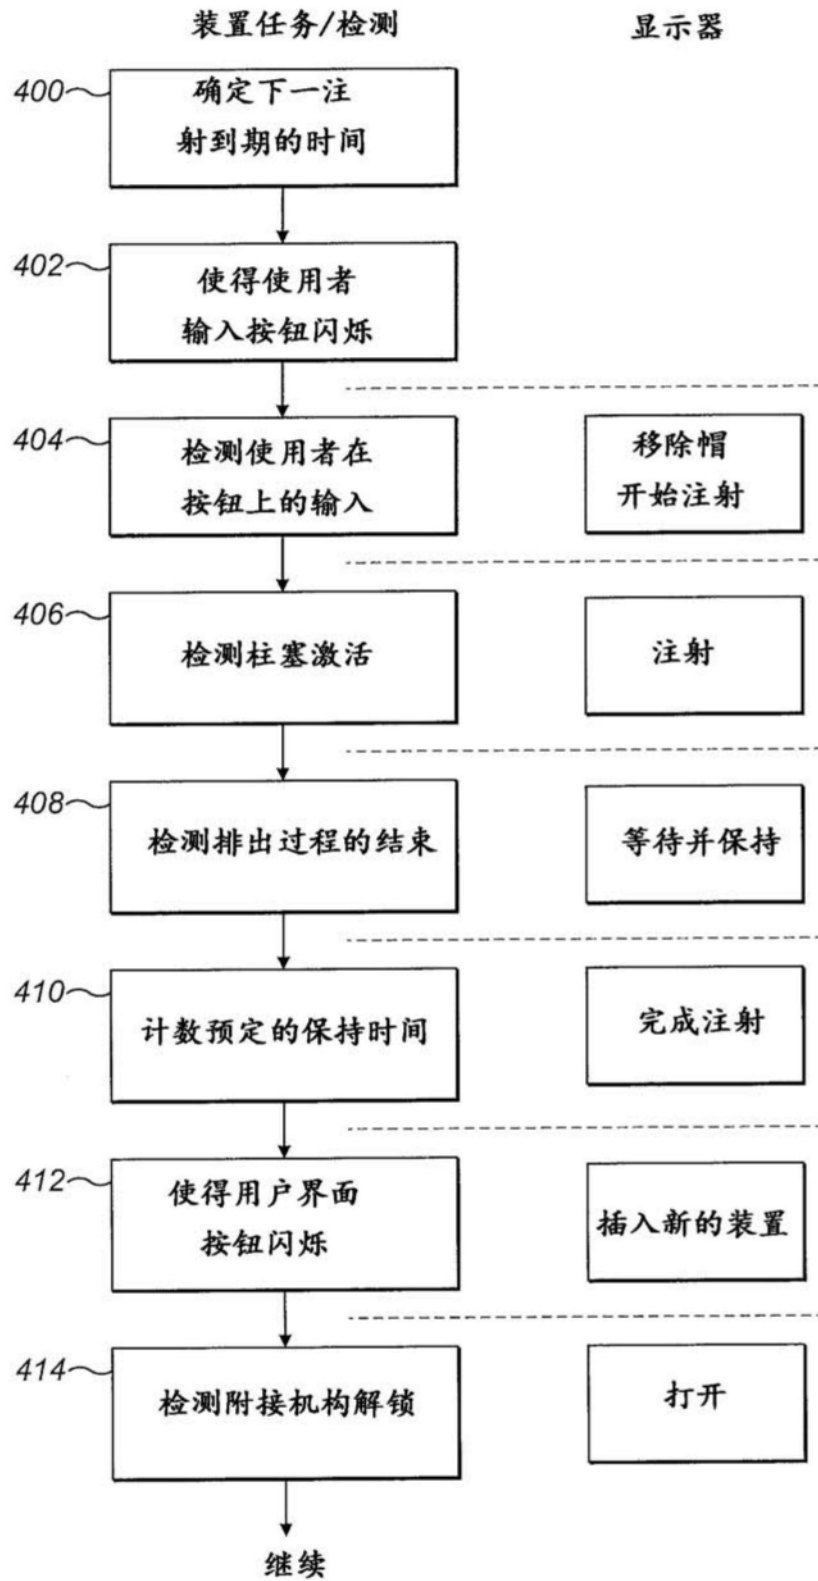 装置任务/检测
显示器
400
确定下一注
射到期的时间
402
使得使用者
输入按钮闪烁
404
检测使用者在
按钮上的输入
移除帽
开始注射
406
检测柱塞激活
注射
408
检测排出过程的结束
等待并保持
410
计数预定的保持时间
完成注射
412
使得用户界面
按钮闪烁
插入新的装置
414
检测附接机构解锁
打开
继续